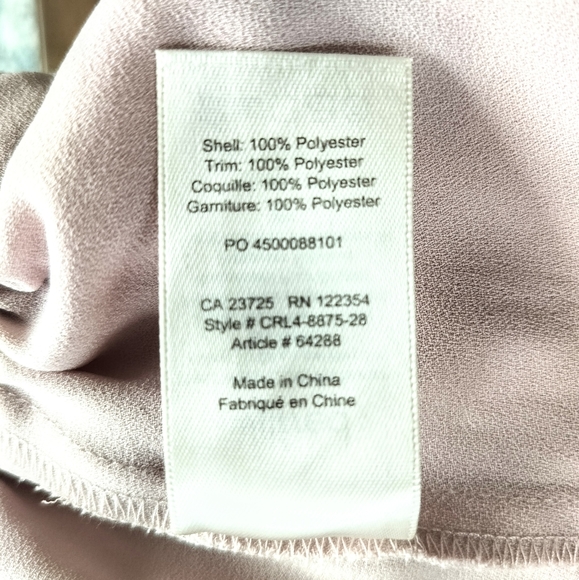 Shell: 100% Polyester
Trim: 100% Polyester
Coquille: 100% Polyester
Garniture: 100% Polyester
PO 4500088101
CA 23725 RN 122354
Style # CRL4-8875-28
Article # 64288
Made in China
Fabriqué en Chine